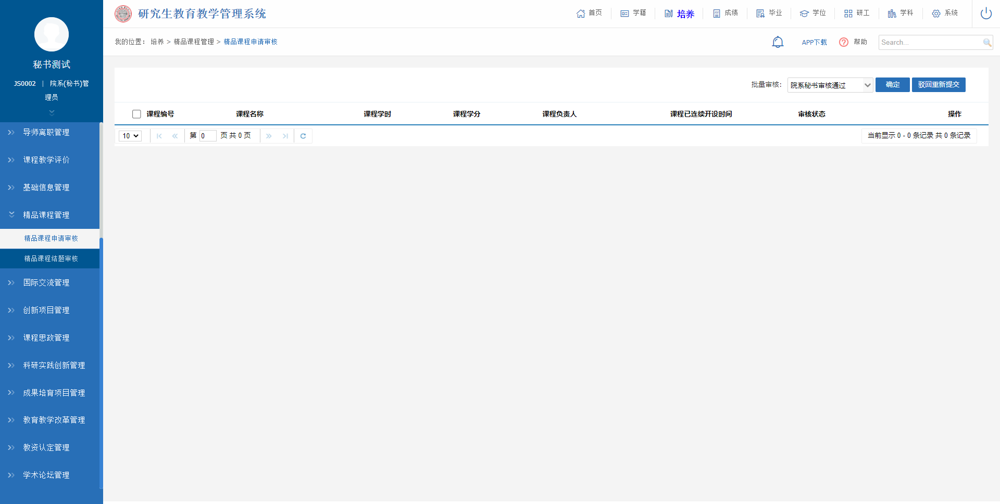 研究生教育教学管理系统
首页 学籍 培养 成绩 毕业 学位 研工 学科 系统
秘书测试
JS0002 | 院系(秘书)管
理员
我的位置： 培养 > 精品课程管理 > 精品课程申请审核
APP下载 帮助 Search...
导师离职管理
课程教学评价
基础信息管理
精品课程管理
精品课程申请审核
精品课程结题审核
国际交流管理
创新项目管理
课程思政管理
科研实践创新管理
成果培育项目管理
教育教学改革管理
教资认定管理
学术论坛管理
批量审核： 院系秘书审核通过 确定 驳回重新提交
课程编号 课程名称 课程学时 课程学分 课程负责人 课程已连续开设时间 审核状态 操作
10 第 0 页 共 0 页 当前显示 0 - 0 条记录 共 0 条记录